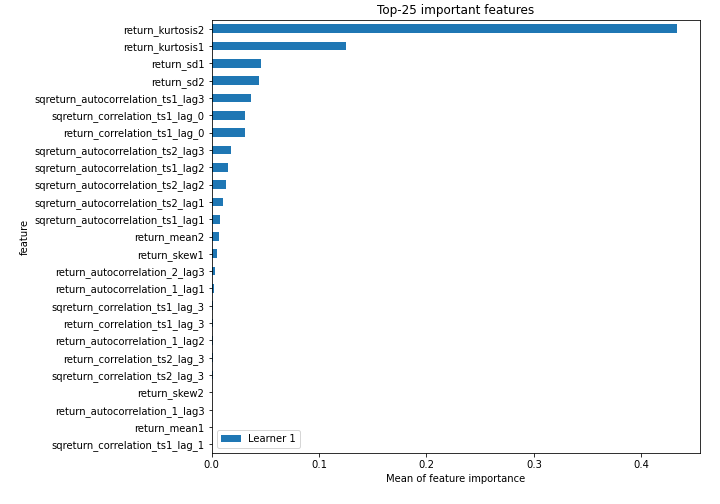 Top-25 important features
return_kurtosis2
return_kurtosis1
return_sd1
return_sd2
sqreturn_autocorrelation_ts1_lag3
sqreturn_correlation_ts1_lag_0
return_correlation_ts1_lag_0
sqreturn_autocorrelation_ts2_lag3
sqreturn_autocorrelation_ts1_lag2
sqreturn_autocorrelation_ts2_lag2
sqreturn_autocorrelation_ts2_lag1
sqreturn_autocorrelation_ts1_lag1
return_mean2
return_skew1
return_autocorrelation_2_lag3
return_autocorrelation_1_lag1
sqreturn_correlation_ts1_lag_3
return_correlation_ts1_lag_3
return_autocorrelation_1_lag2
return_correlation_ts2_lag_3
sqreturn_correlation_ts2_lag_3
return_skew2
return_autocorrelation_1_lag3
return_mean1
sqreturn_correlation_ts1_lag_1
feature
Learner 1
0.0 0.1 0.2 0.3 0.4
Mean of feature importance